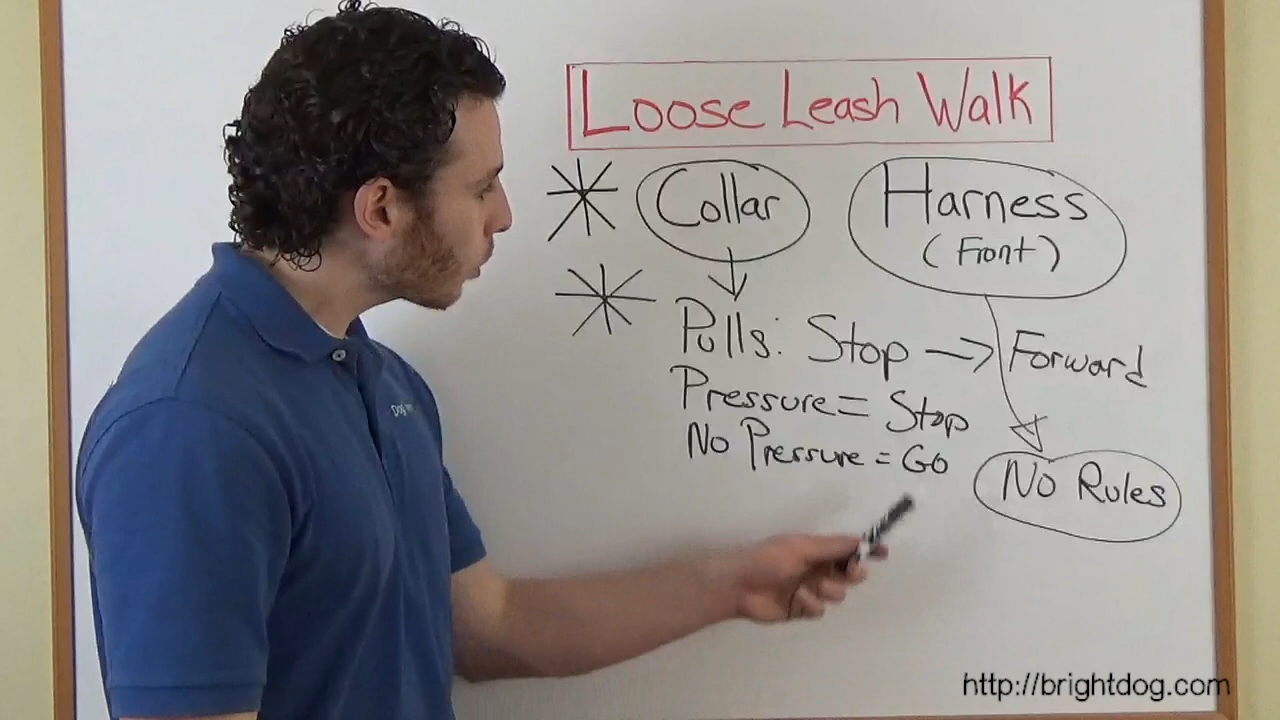 Loose Leash Walk
Collar
Harness
(Front)
Pulls: Stop → Forward
Pressure = Stop
No Pressure = Go
No Rules
Dog
http://brightdog.com